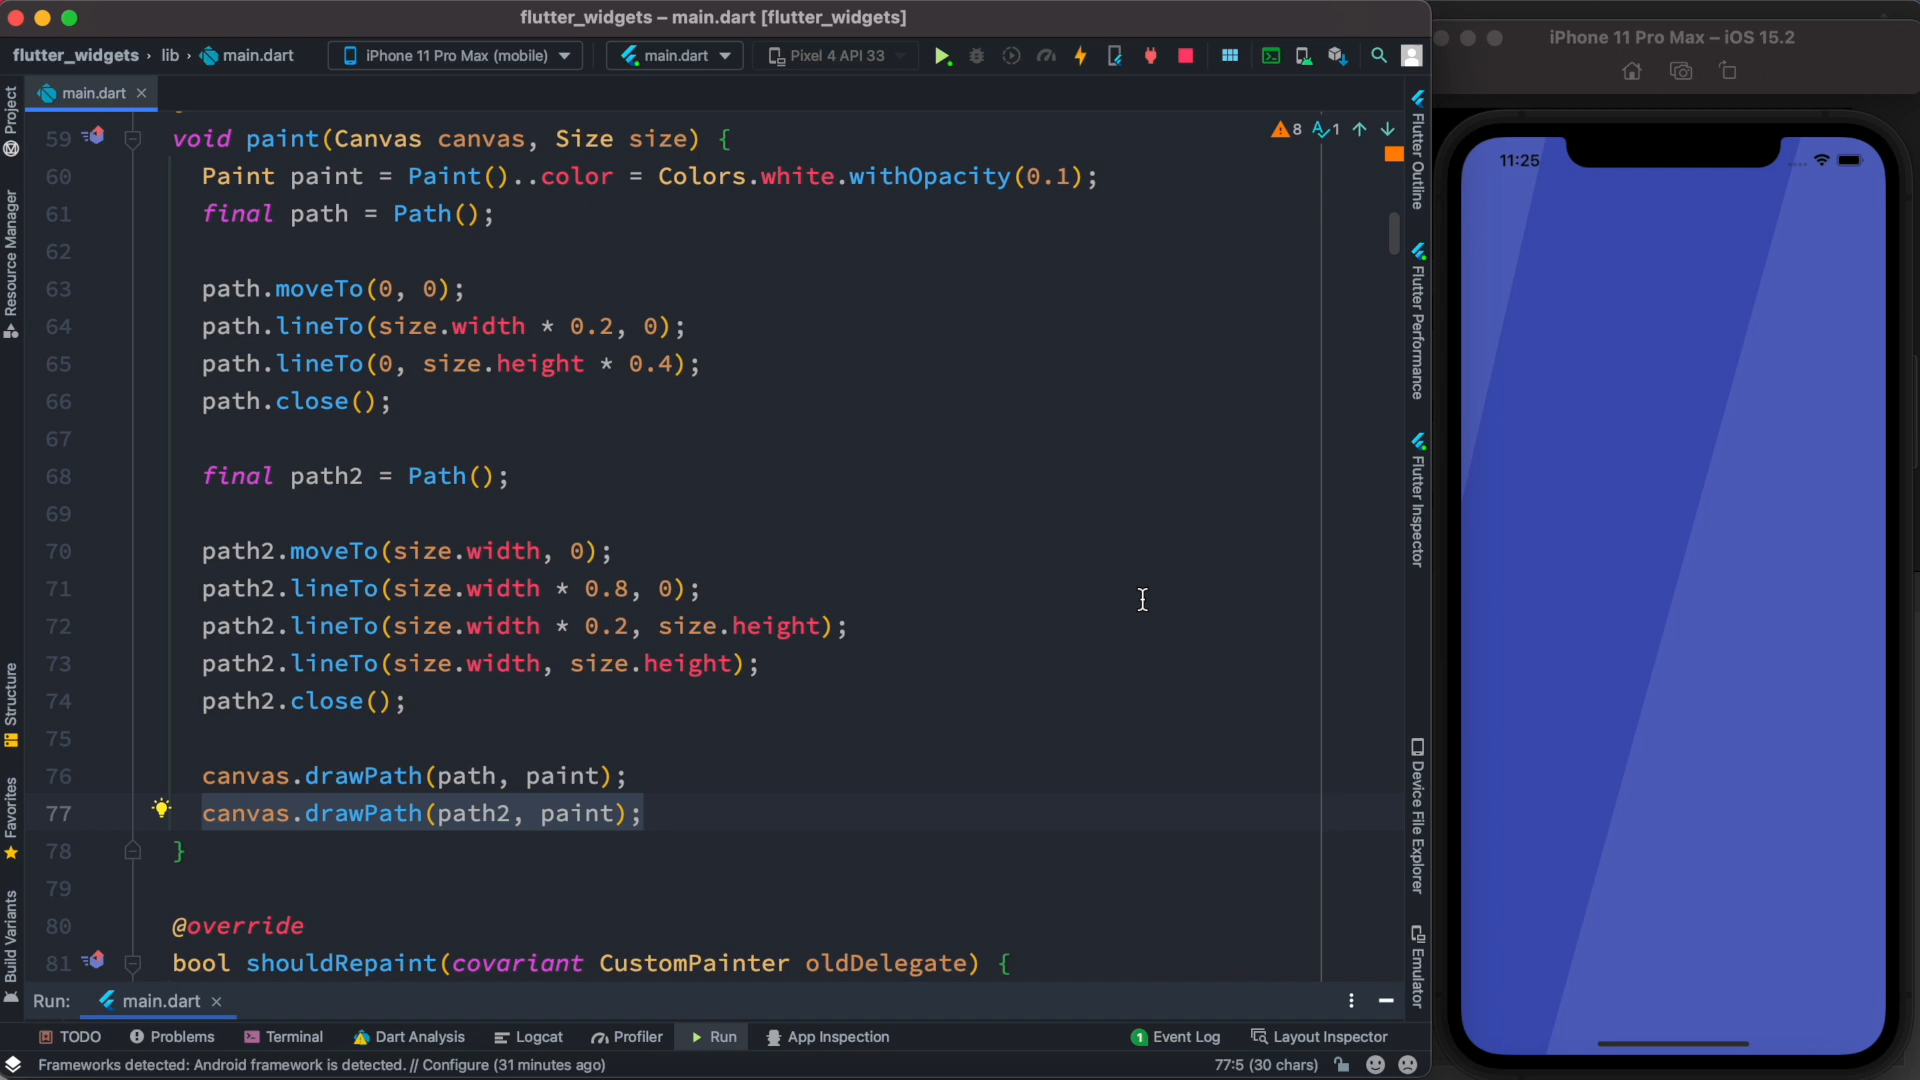 flutter_widgets – main.dart [flutter_widgets]
iPhone 11 Pro Max – iOS 15.2
flutter_widgets › lib › main.dart
iPhone 11 Pro Max (mobile)
main.dart
Pixel 4 API 33
main.dart
Project
Resource Manager
Structure
Favorites
Build Variants
59 void paint(Canvas canvas, Size size) {
60 Paint paint = Paint()..color = Colors.white.withOpacity(0.1);
61 final path = Path();
62
63 path.moveTo(0, 0);
64 path.lineTo(size.width * 0.2, 0);
65 path.lineTo(0, size.height * 0.4);
66 path.close();
67
68 final path2 = Path();
69
70 path2.moveTo(size.width, 0);
71 path2.lineTo(size.width * 0.8, 0);
72 path2.lineTo(size.width * 0.2, size.height);
73 path2.lineTo(size.width, size.height);
74 path2.close();
75
76 canvas.drawPath(path, paint);
77 canvas.drawPath(path2, paint);
78 }
79
80 @override
81 bool shouldRepaint(covariant CustomPainter oldDelegate) {
8 1
Flutter Outline
Flutter Performance
Flutter Inspector
Device File Explorer
Emulator
11:25
Run: main.dart
TODO Problems Terminal Dart Analysis Logcat Profiler Run App Inspection
1 Event Log Layout Inspector
Frameworks detected: Android framework is detected. // Configure (31 minutes ago)
77:5 (30 chars)